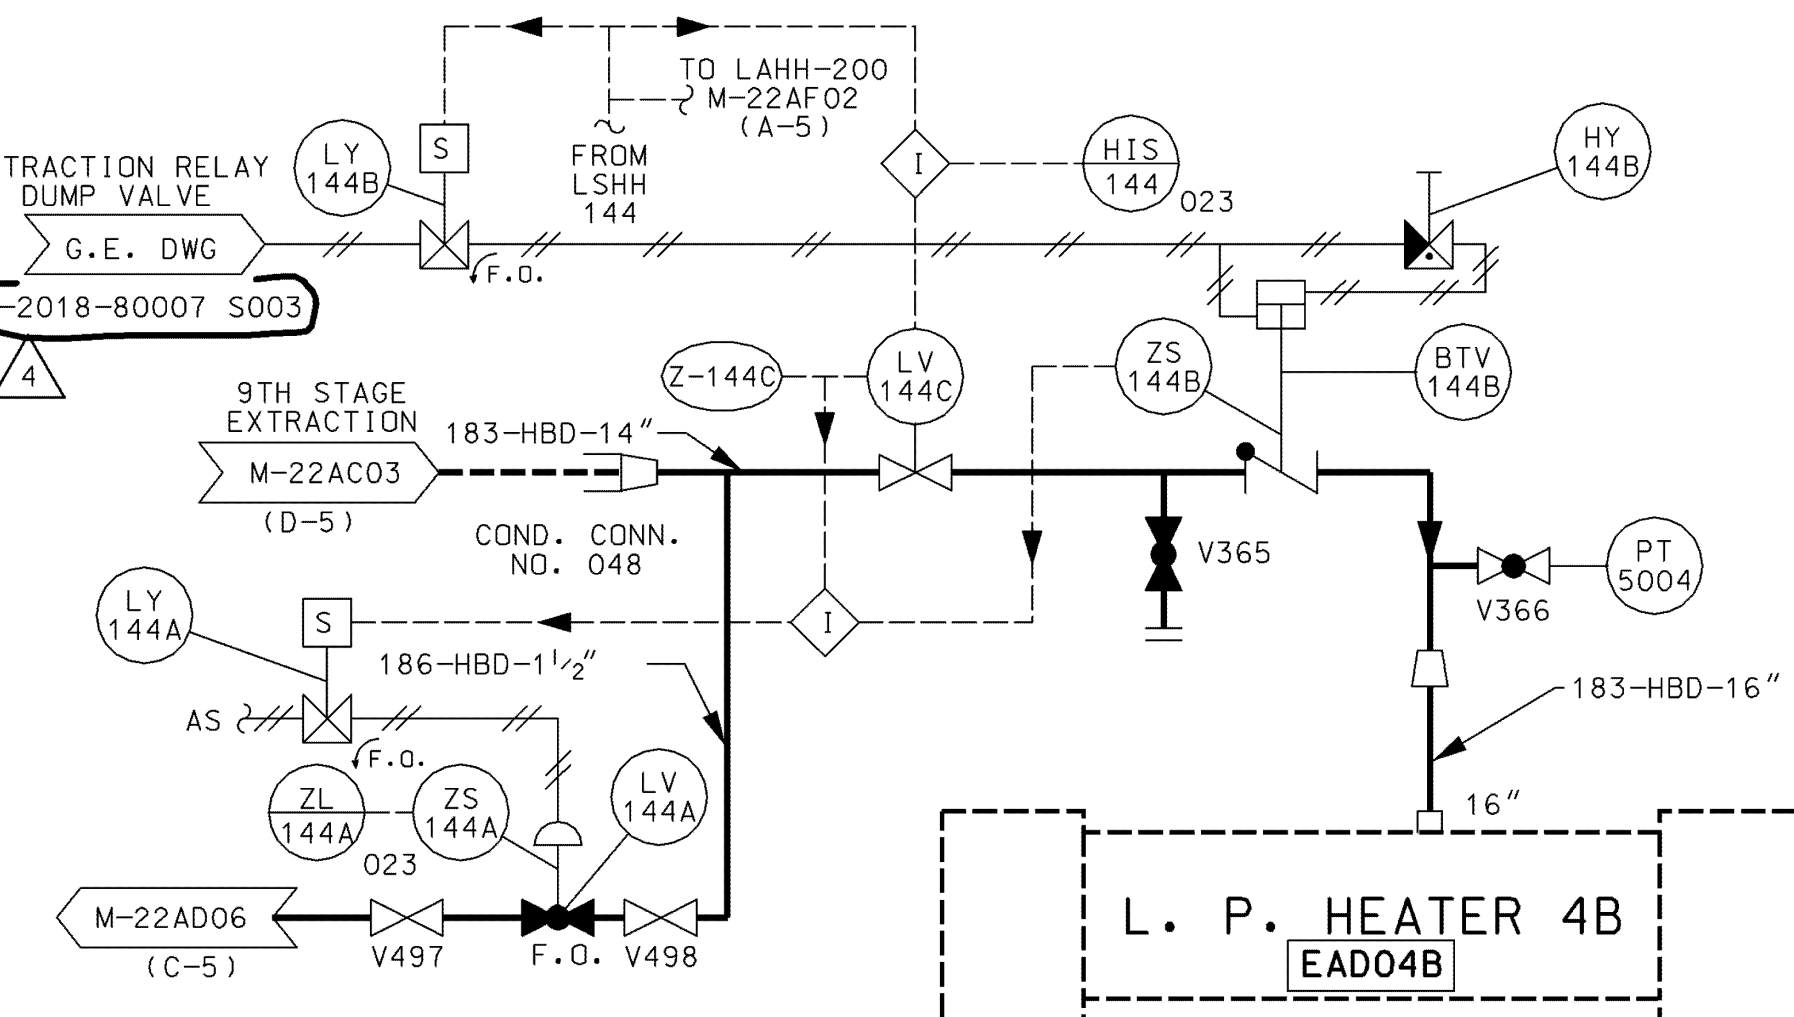 TO LAHH-200
M-22AF02
(A-5)
FROM
LSHH
144
S
LY
144B
I
HIS
144
023
HY
144B
TRACTION RELAY
DUMP VALVE
G.E. DWG
-2018-80007 S003
4
F.O.
Z-144C
LV
144C
ZS
144B
BTV
144B
9TH STAGE
EXTRACTION
M-22AC03
(D-5)
183-HBD-14"
COND. CONN.
NO. 048
V365
V366
PT
5004
LY
144A
S
I
186-HBD-1 1/2"
183-HBD-16"
AS
F.O.
ZL
144A
023
ZS
144A
LV
144A
16"
M-22AD06
(C-5)
V497
F.O.
V498
L. P. HEATER 4B
EAD04B